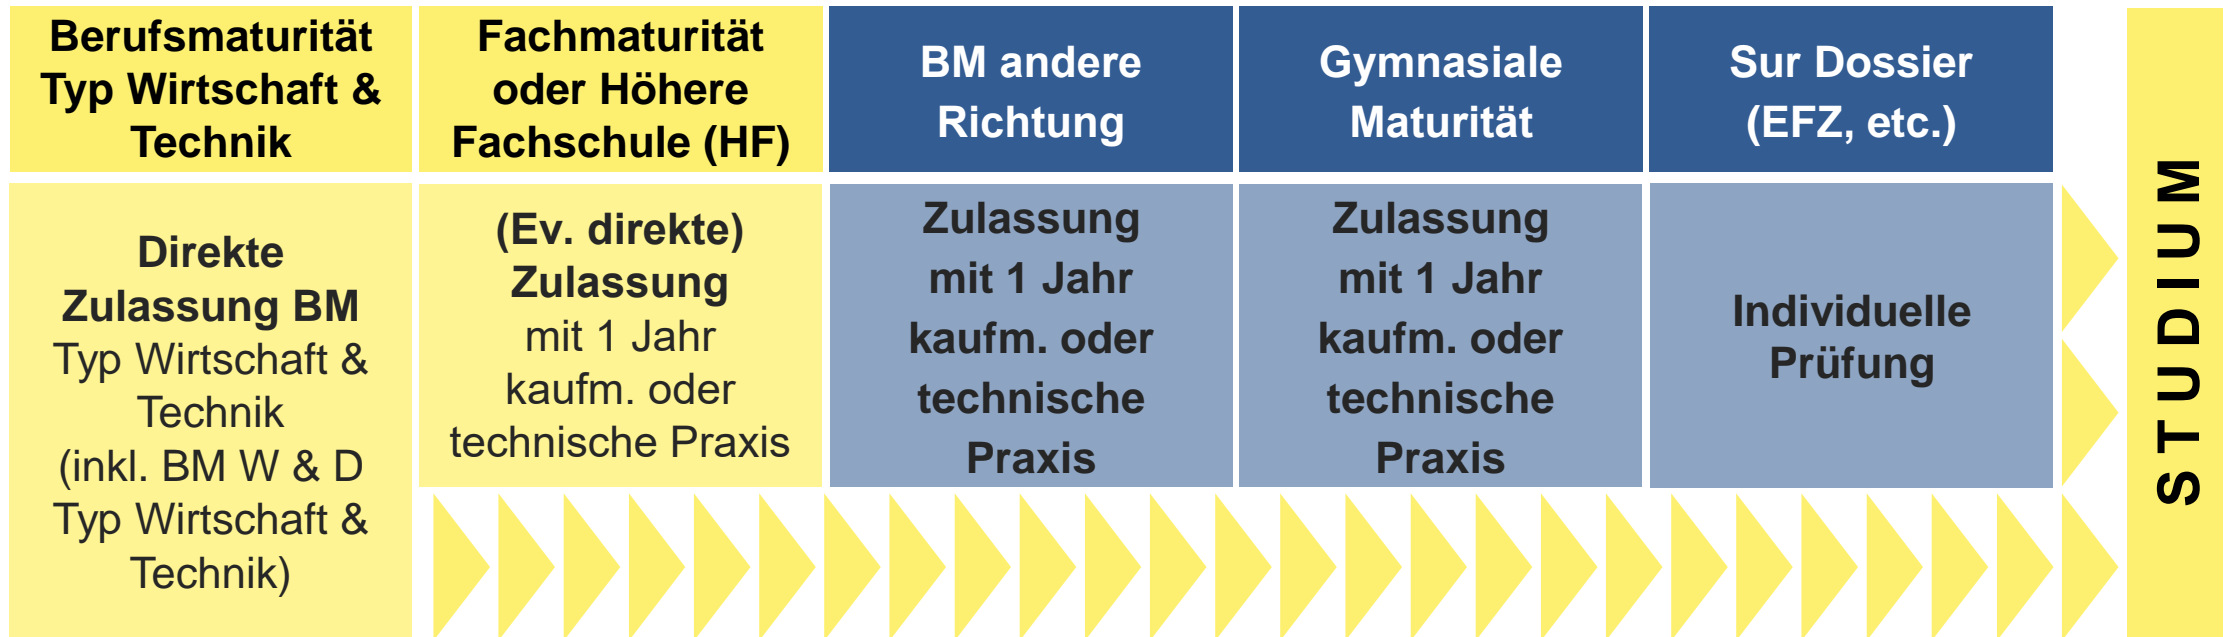 Berufsmaturität
Typ Wirtschaft &
Technik
Fachmaturität
oder Höhere
Fachschule (HF)
BM andere
Richtung
Gymnasiale
Maturität
Sur Dossier
(EFZ, etc.)
Direkte
Zulassung BM
Typ Wirtschaft &
Technik
(inkl. BM W & D
Typ Wirtschaft &
Technik)
(Ev. direkte)
Zulassung
mit 1 Jahr
kaufm. oder
technische Praxis
Zulassung
mit 1 Jahr
kaufm. oder
technische
Praxis
Zulassung
mit 1 Jahr
kaufm. oder
technische
Praxis
Individuelle
Prüfung
STUDIUM